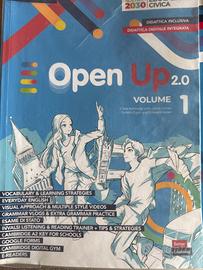 2030 CIVICA
DIDATTICA INCLUSIVA
DIDATTICA DIGITALE INTEGRATA
Open Up 2.0
VOLUME 1
VOCABULARY & LEARNING STRATEGIES
EVERYDAY ENGLISH
VISUAL APPROACH & MULTIPLE STYLE VIDEOS
GRAMMAR VLOGS & EXTRA GRAMMAR PRACTICE
ESAME DI STATO
INVALSI LISTENING & READING TRAINER + TIPS & STRATEGIES
CAMBRIDGE A2 KEY FOR SCHOOLS
GOOGLE FORMS
CAMBRIDGE DIGITAL GYM
E-READERS